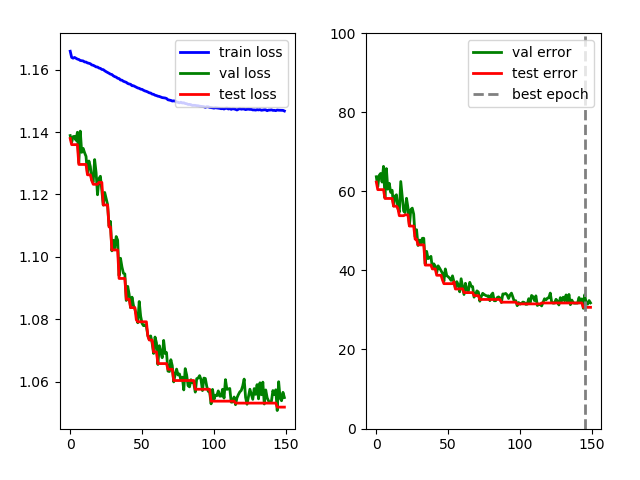 train loss
val loss
test loss
1.16
1.14
1.12
1.10
1.08
1.06
0 50 100 150
val error
test error
best epoch
100
80
60
40
20
0
0 50 100 150